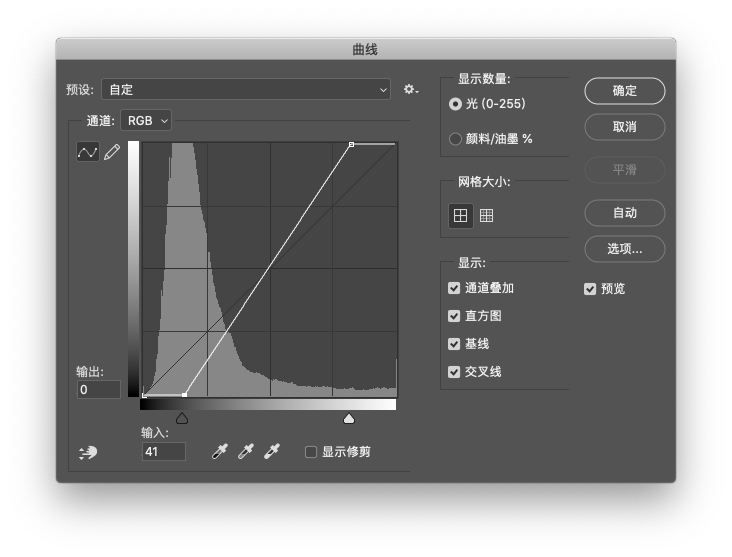 曲线
预设: 自定
通道: RGB
输出:
0
输入:
41
显示修剪
显示数量:
光 (0-255)
颜料/油墨 %
网格大小:
显示:
通道叠加
直方图
基线
交叉线
确定
取消
平滑
自动
选项...
预览